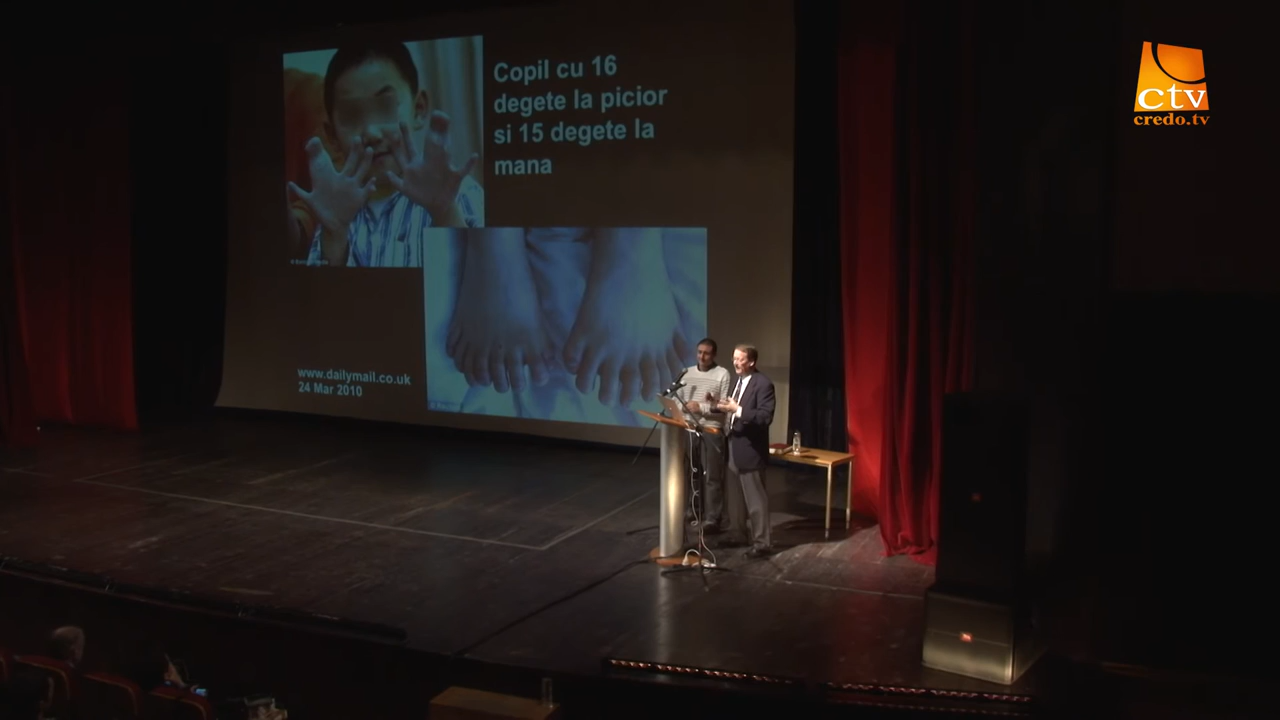 Copil cu 16
degete la picior
si 15 degete la
mana
www.dailymail.co.uk
24 Mar 2010
ctv
credo.tv